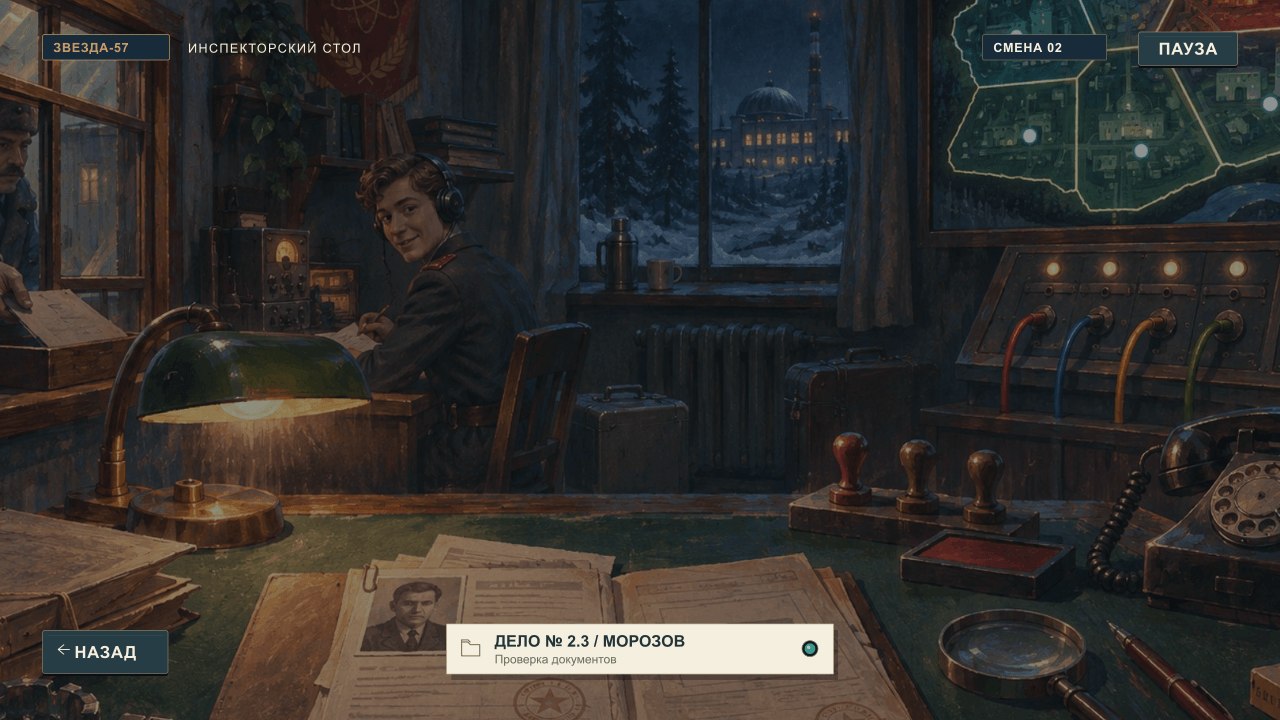 ЗВЕЗДА-57
ИНСПЕКТОРСКИЙ СТОЛ
СМЕНА 02
ПАУЗА
← НАЗАД
ДЕЛО № 2.3 / МОРОЗОВ
Проверка документов